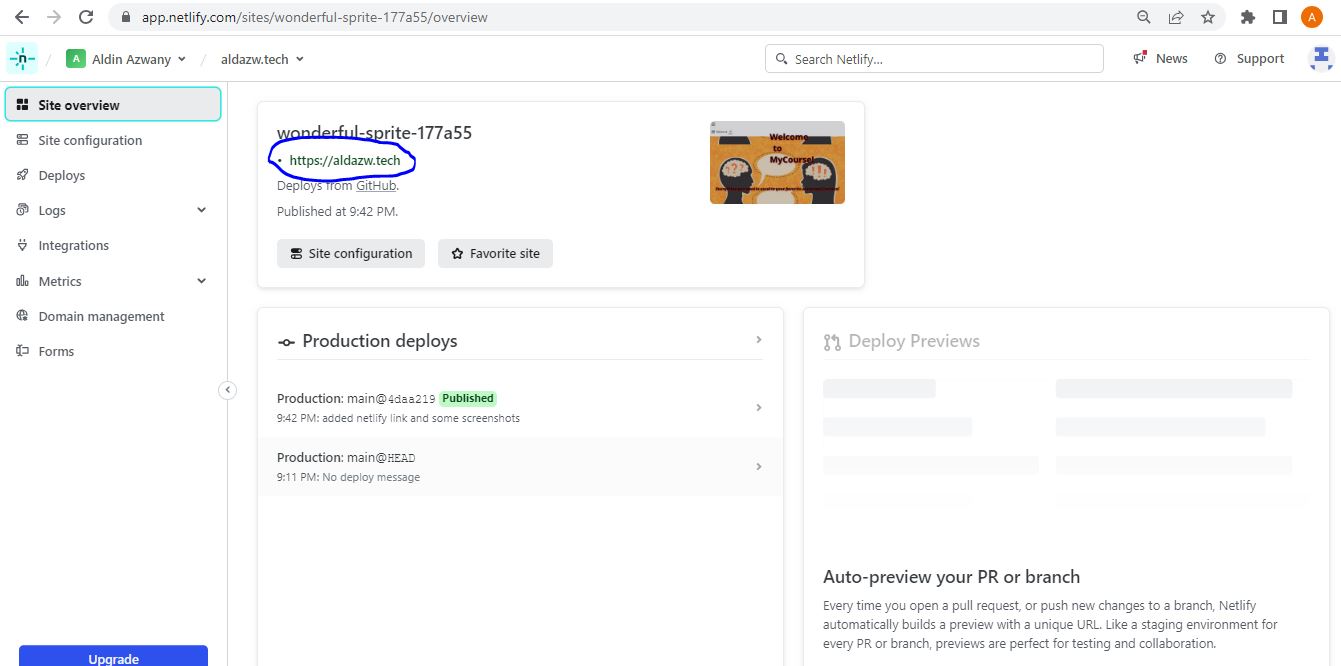 app.netlify.com/sites/wonderful-sprite-177a55/overview
A
n
A Aldin Azwany
aldazw.tech
Search Netlify...
News
Support
Site overview
Site configuration
Deploys
Logs
Integrations
Metrics
Domain management
Forms
Upgrade
wonderful-sprite-177a55
https://aldazw.tech
Deploys from GitHub.
Published at 9:42 PM.
Site configuration
Favorite site
Welcome
to
MyCourse!
Production deploys
Production: main@4daa219 Published
9:42 PM: added netlify link and some screenshots
Production: main@HEAD
9:11 PM: No deploy message
Deploy Previews
Auto-preview your PR or branch
Every time you open a pull request, or push new changes to a branch, Netlify
automatically builds a preview with a unique URL. Like a staging environment for
every PR or branch, previews are perfect for testing and collaboration.